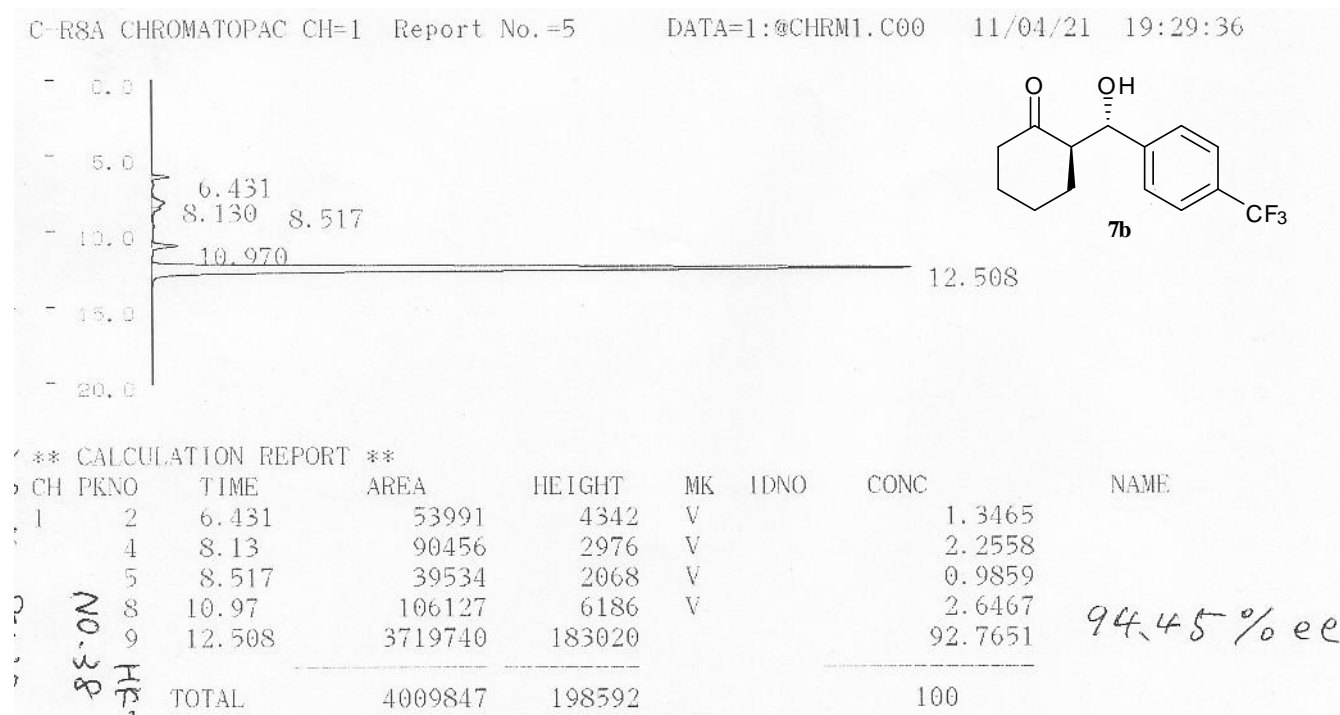 C-R8A CHROMATOPAC CH=1 Report No.=5 DATA=1:@CHRM1.C00 11/04/21 19:29:36
0.0
5.0
6.431
8.130 8.517
10.0
10.970
12.508
15.0
20.0
O OH
CF3
7b
** CALCULATION REPORT **
CH PKNO TIME AREA HEIGHT MK IDNO CONC NAME
1 2 6.431 53991 4342 V 1.3465
4 8.13 90456 2976 V 2.2558
5 8.517 39534 2068 V 0.9859
8 10.97 106127 6186 V 2.6467
9 12.508 3719740 183020 92.7651
TOTAL 4009847 198592 100
94.45 % ee
NO.38